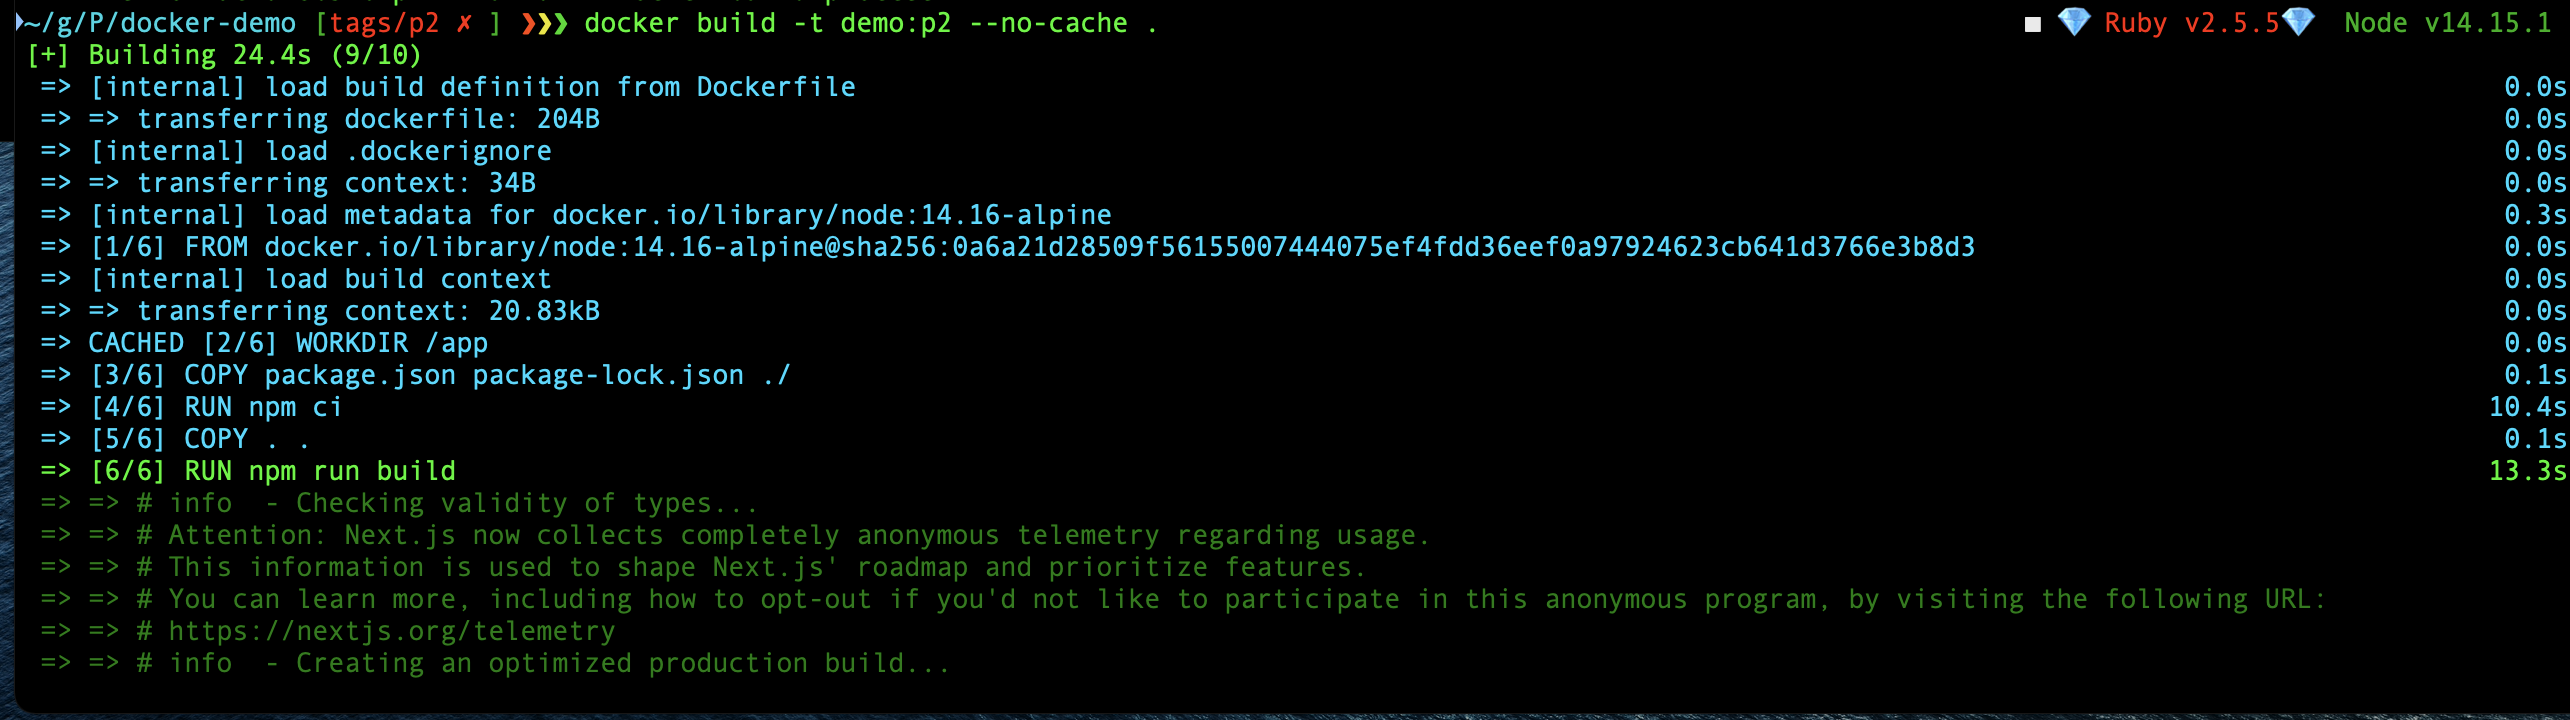 ~/g/P/docker-demo [tags/p2 ✗ ] ❯❯❯ docker build -t demo:p2 --no-cache . 💎 Ruby v2.5.5💎 Node v14.15.1
[+] Building 24.4s (9/10)
=> [internal] load build definition from Dockerfile 0.0s
=> => transferring dockerfile: 204B 0.0s
=> [internal] load .dockerignore 0.0s
=> => transferring context: 34B 0.0s
=> [internal] load metadata for docker.io/library/node:14.16-alpine 0.3s
=> [1/6] FROM docker.io/library/node:14.16-alpine@sha256:0a6a21d28509f56155007444075ef4fdd36eef0a97924623cb641d3766e3b8d3 0.0s
=> [internal] load build context 0.0s
=> => transferring context: 20.83kB 0.0s
=> CACHED [2/6] WORKDIR /app 0.0s
=> [3/6] COPY package.json package-lock.json ./ 0.1s
=> [4/6] RUN npm ci 10.4s
=> [5/6] COPY . . 0.1s
=> [6/6] RUN npm run build 13.3s
=> => # info  - Checking validity of types...
=> => # Attention: Next.js now collects completely anonymous telemetry regarding usage.
=> => # This information is used to shape Next.js' roadmap and prioritize features.
=> => # You can learn more, including how to opt-out if you'd not like to participate in this anonymous program, by visiting the following URL:
=> => # https://nextjs.org/telemetry
=> => # info  - Creating an optimized production build...